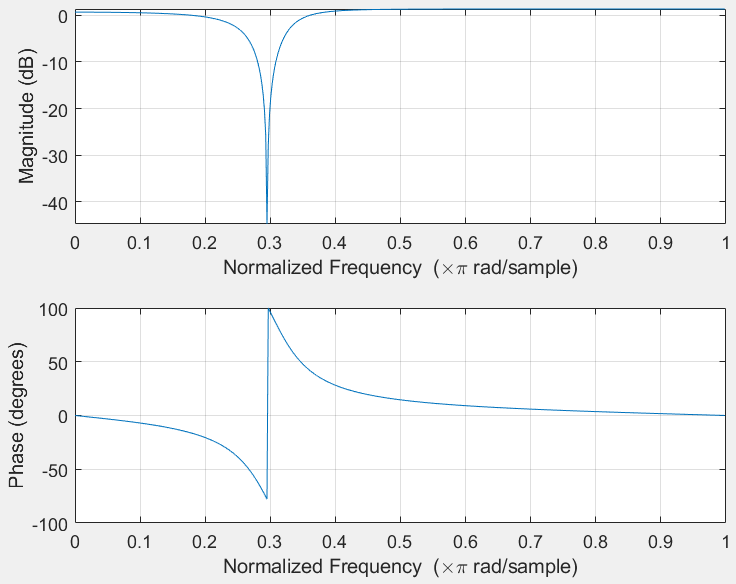 Magnitude (dB)
0
-10
-20
-30
-40
0 0.1 0.2 0.3 0.4 0.5 0.6 0.7 0.8 0.9 1
Normalized Frequency (×π rad/sample)
Phase (degrees)
100
50
0
-50
-100
0 0.1 0.2 0.3 0.4 0.5 0.6 0.7 0.8 0.9 1
Normalized Frequency (×π rad/sample)